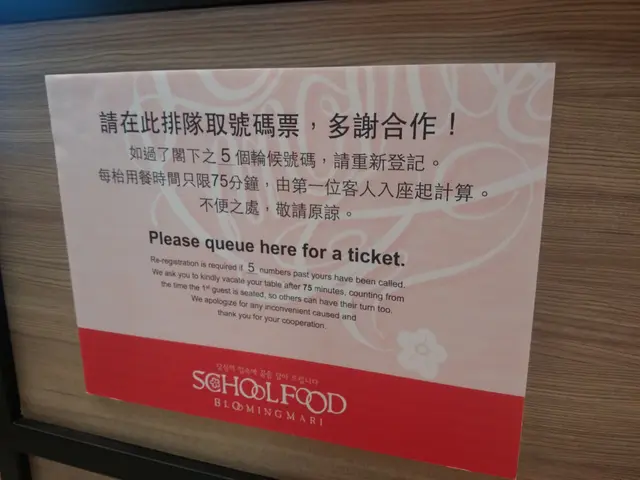 請在此排隊取號碼票，多謝合作！
如過了閣下之 5 個輪候號碼，請重新登記。
每枱用餐時間只限75分鐘，由第一位客人入座起計算。
不便之處，敬請原諒。
Please queue here for a ticket.
Re-registration is required if 5 numbers past yours have been called.
We ask you to kindly vacate your table after 75 minutes, counting from
the time the 1st guest is seated, so others can have their turn too.
We apologize for any inconvenient caused and
thank you for your cooperation.
SCHOOLFOOD
BLOOMINGMARI